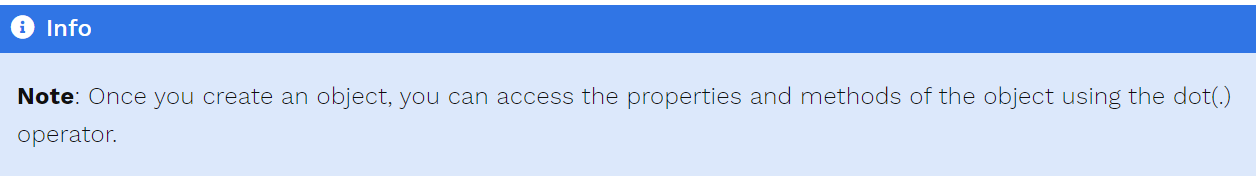 Info
Note: Once you create an object, you can access the properties and methods of the object using the dot(.)
operator.